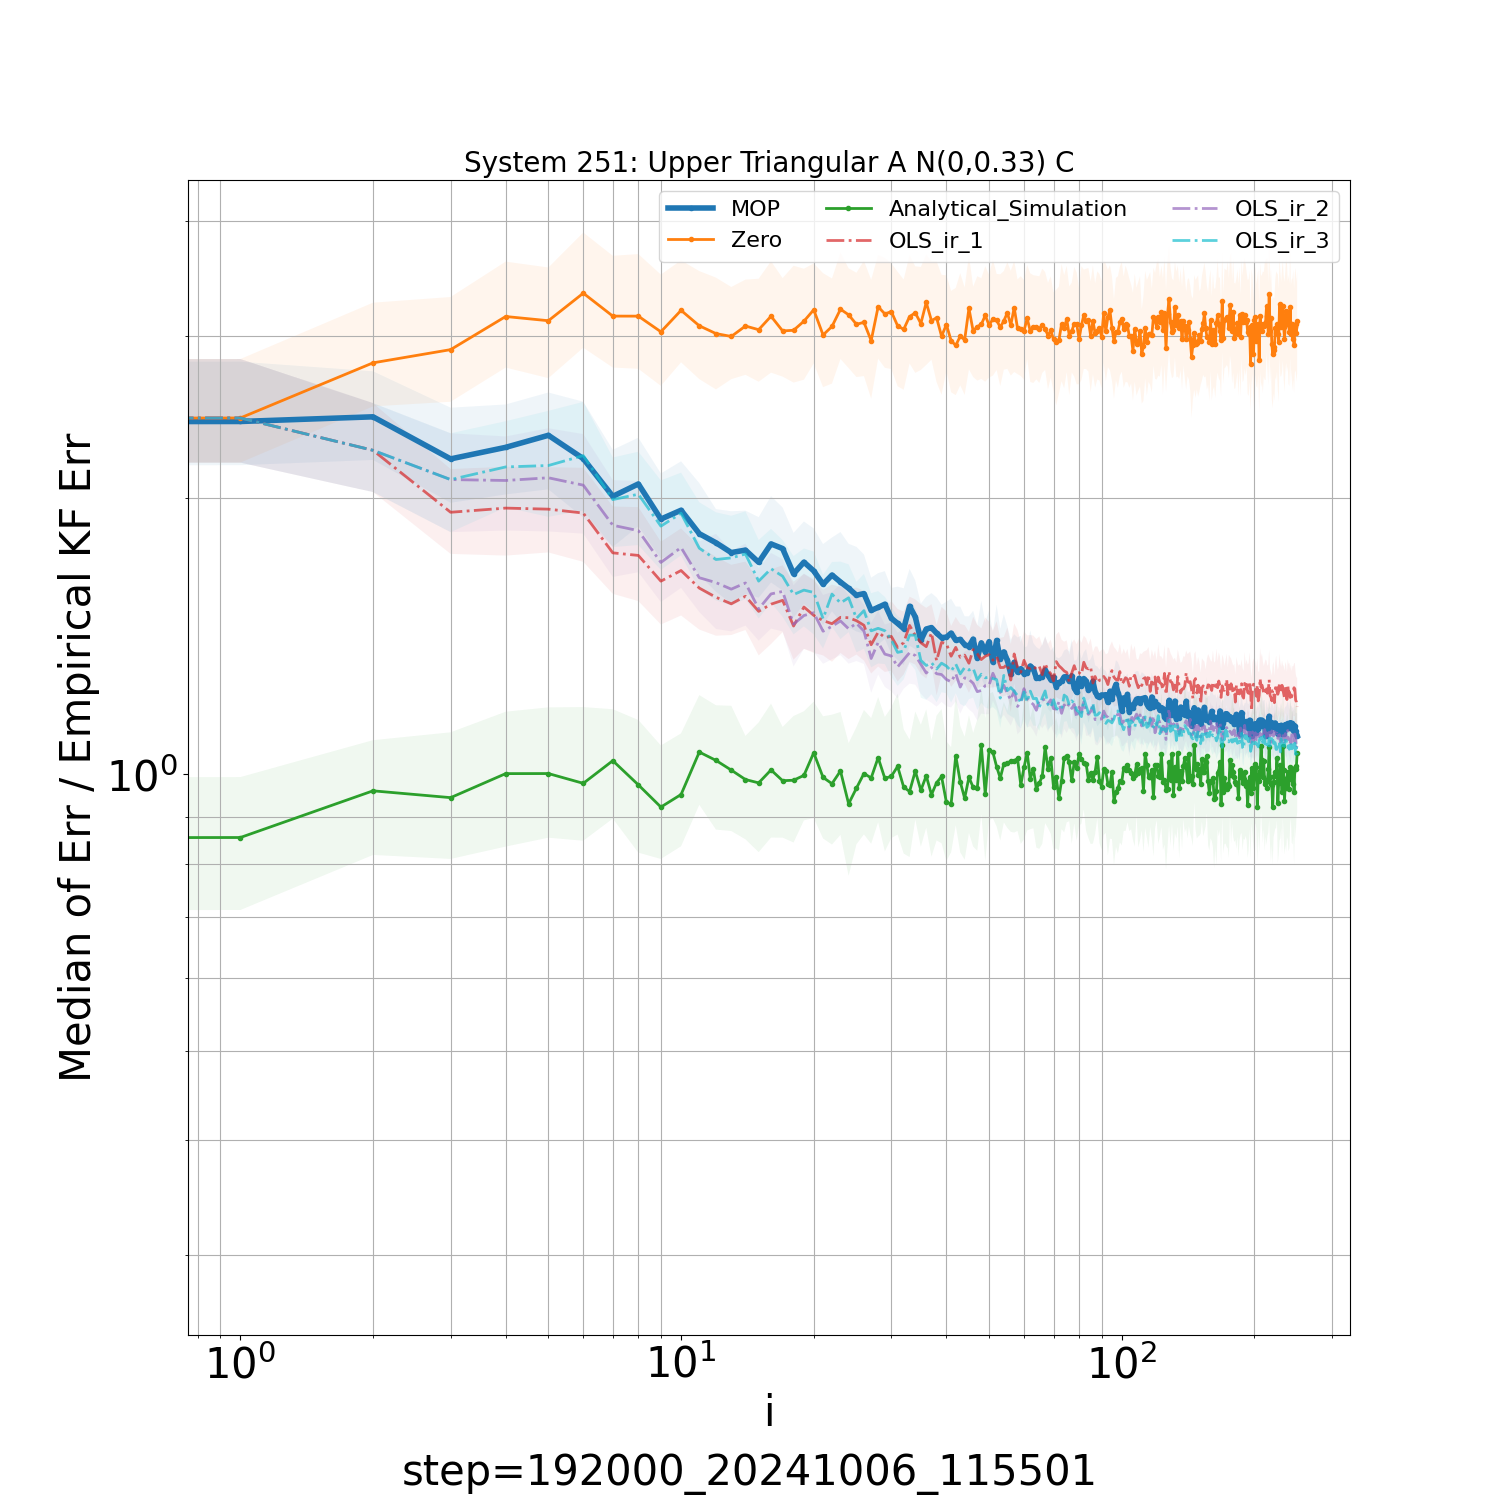 System 251: Upper Triangular A N(0,0.33) C
MOP
Zero
Analytical_Simulation
OLS_ir_1
OLS_ir_2
OLS_ir_3
Median of Err / Empirical KF Err
10⁰
10⁰ 10¹ 10²
i
step=192000_20241006_115501